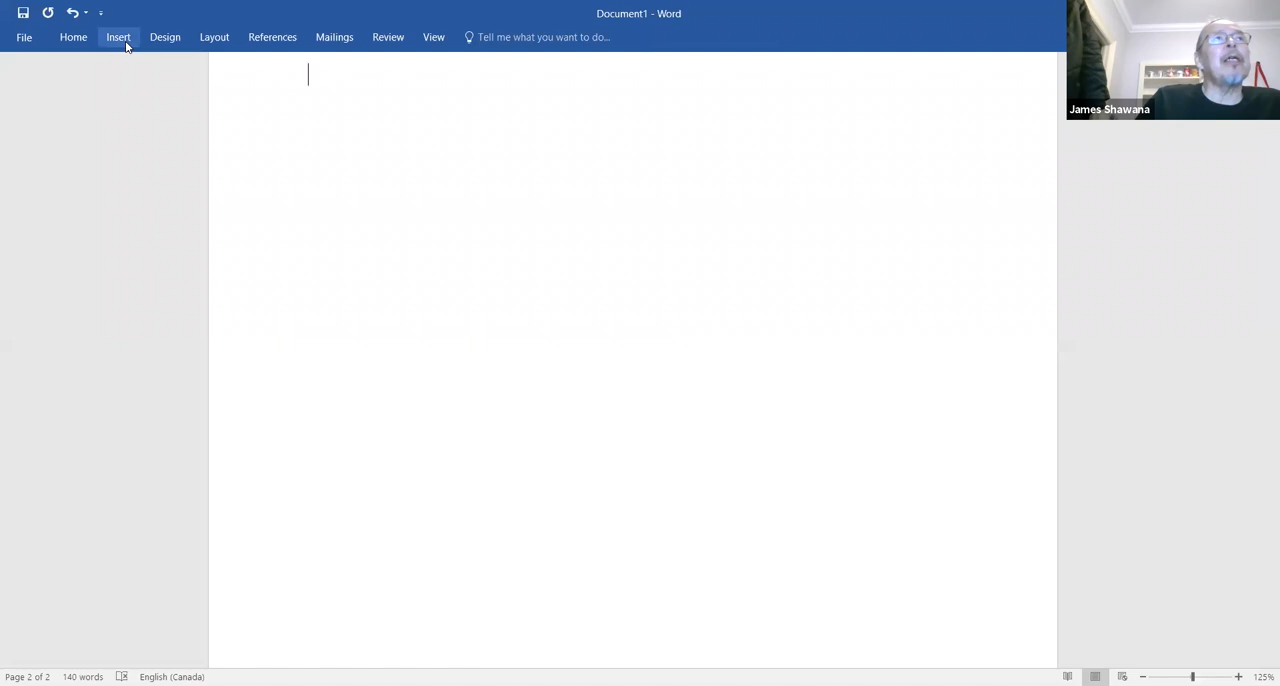 Document1 - Word
File Home Insert Design Layout References Mailings Review View Tell me what you want to do...
James Shawana
Page 2 of 2 140 words English (Canada) 125%